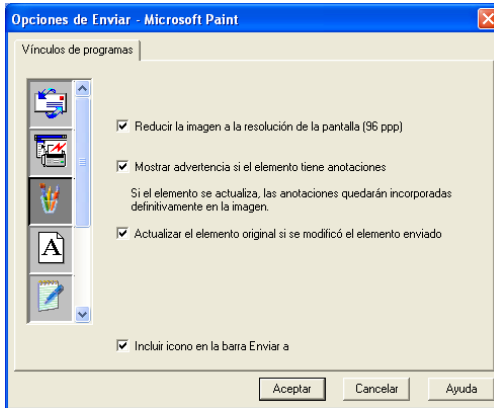 Opciones de Enviar - Microsoft Paint
Vínculos de programas
Reducir la imagen a la resolución de la pantalla (96 ppp)
Mostrar advertencia si el elemento tiene anotaciones
Si el elemento se actualiza, las anotaciones quedarán incorporadas
definitivamente en la imagen.
Actualizar el elemento original si se modificó el elemento enviado
A
Incluir icono en la barra Enviar a
Aceptar
Cancelar
Ayuda